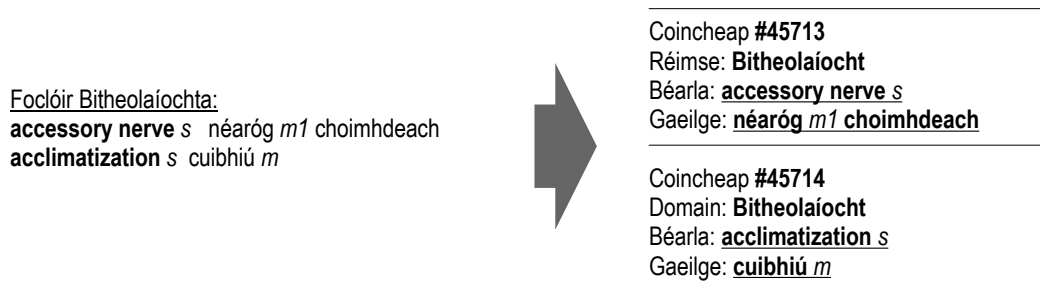 Foclóir Bitheolaíochta:
accessory nerve s néaróg m1 choimhdeach
acclimatization s cuibhiú m
Coincheap #45713
Réimse: Bitheolaíocht
Béarla: accessory nerve s
Gaeilge: néaróg m1 choimhdeach
Coincheap #45714
Domain: Bitheolaíocht
Béarla: acclimatization s
Gaeilge: cuibhiú m